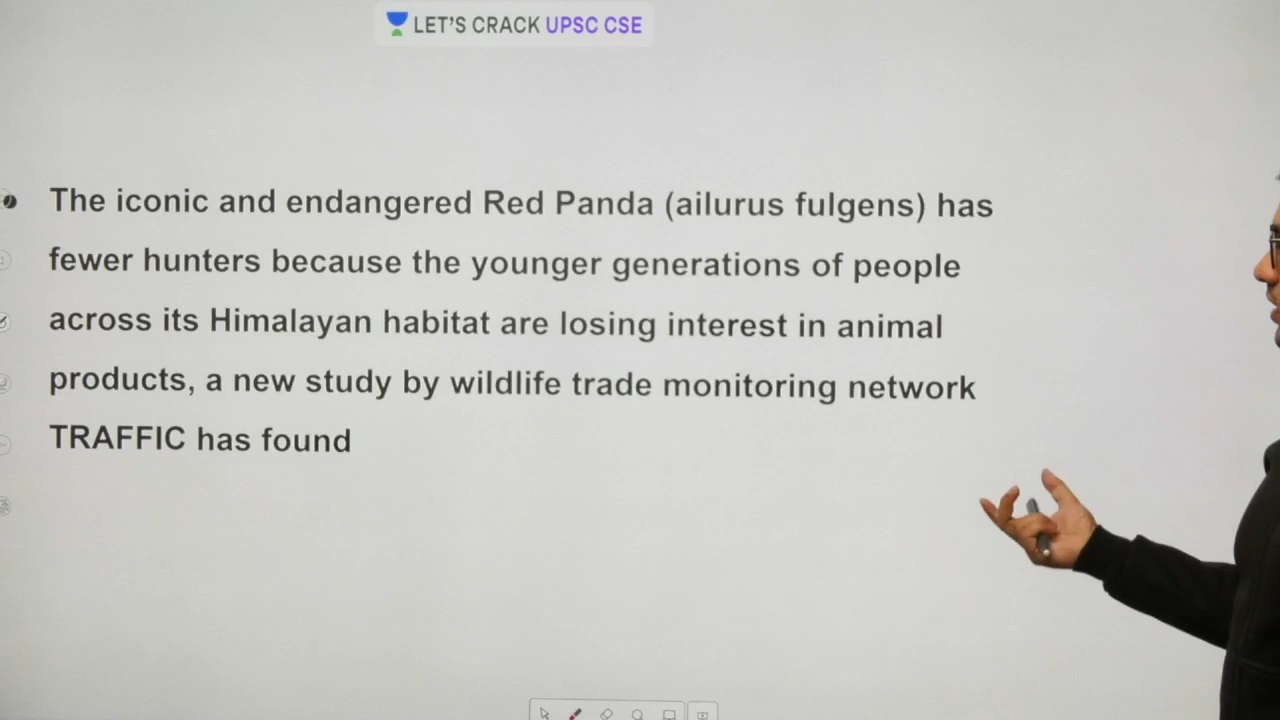 LET'S CRACK UPSC CSE
The iconic and endangered Red Panda (ailurus fulgens) has
fewer hunters because the younger generations of people
across its Himalayan habitat are losing interest in animal
products, a new study by wildlife trade monitoring network
TRAFFIC has found